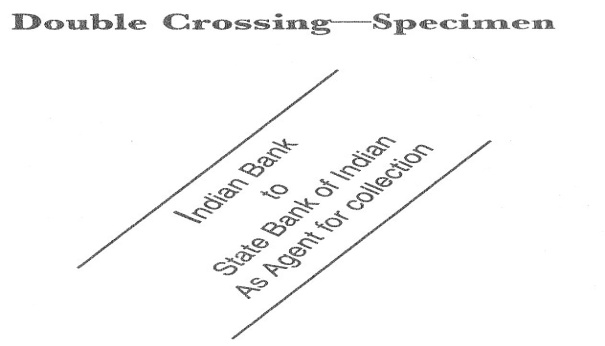 Double Crossing—Specimen
Indian Bank
to
State Bank of Indian
As Agent for collection